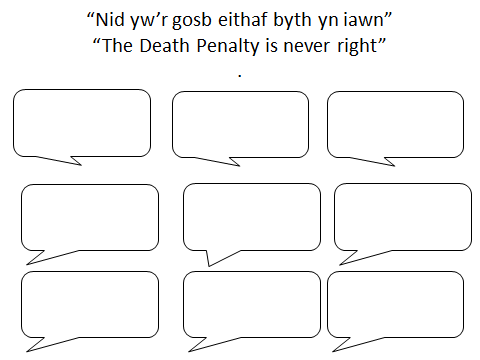 “Nid yw’r gosb eithaf byth yn iawn”
“The Death Penalty is never right”
.